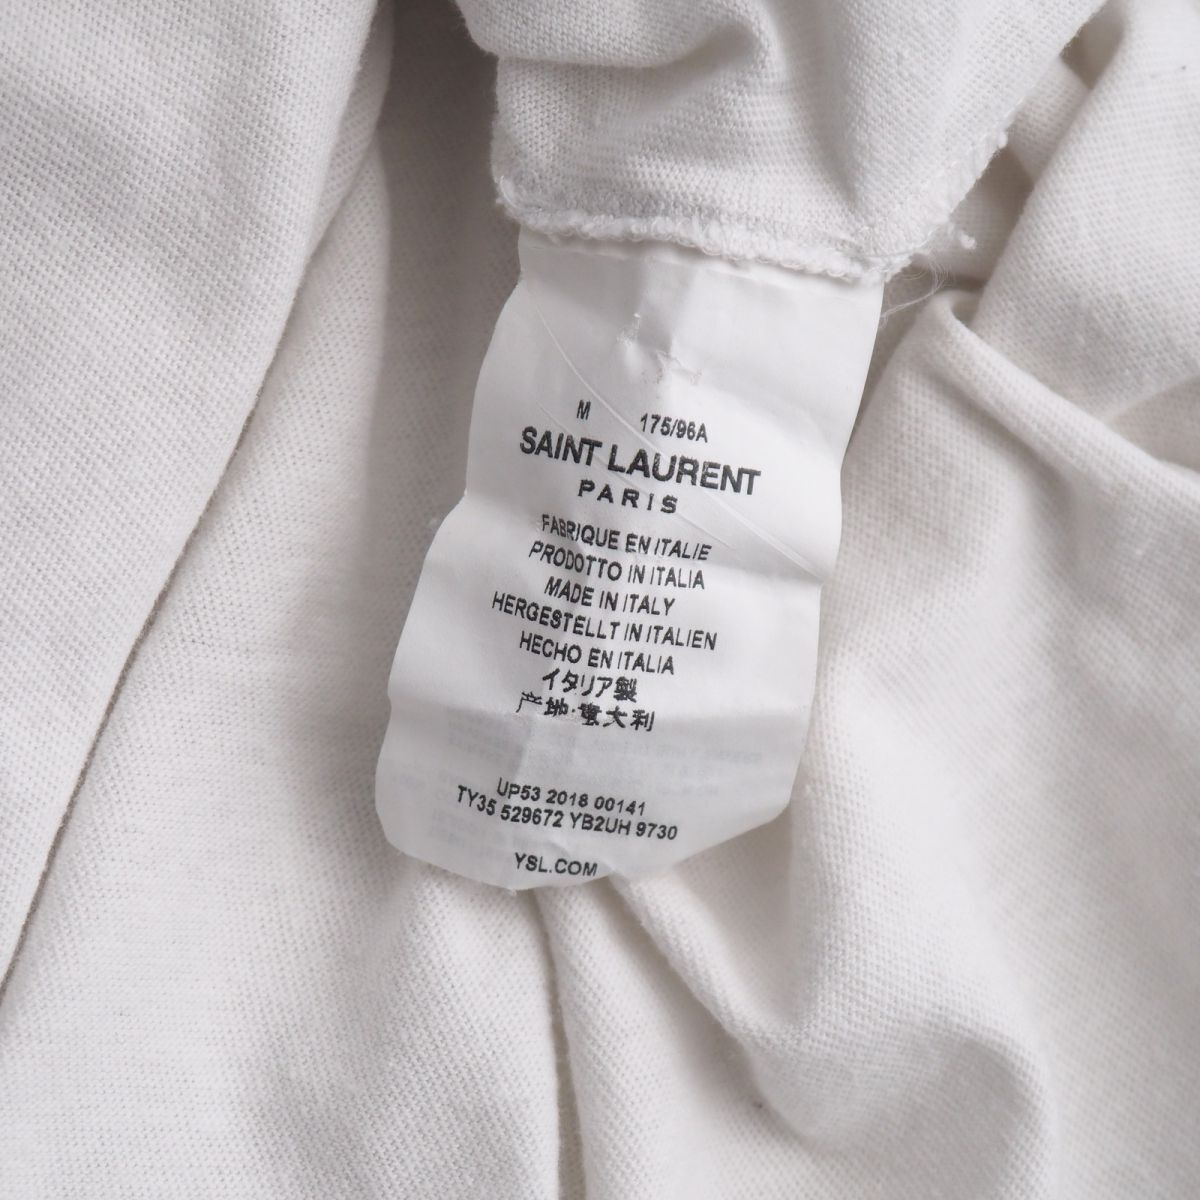 M 175/96A
SAINT LAURENT
PARIS
FABRIQUE EN ITALIE
PRODOTTO IN ITALIA
MADE IN ITALY
HERGESTELLT IN ITALIEN
HECHO EN ITALIA
イタリア製
产地:意大利
UP53 2018 00141
TY35 529672 YB2UH 9730
YSL.COM